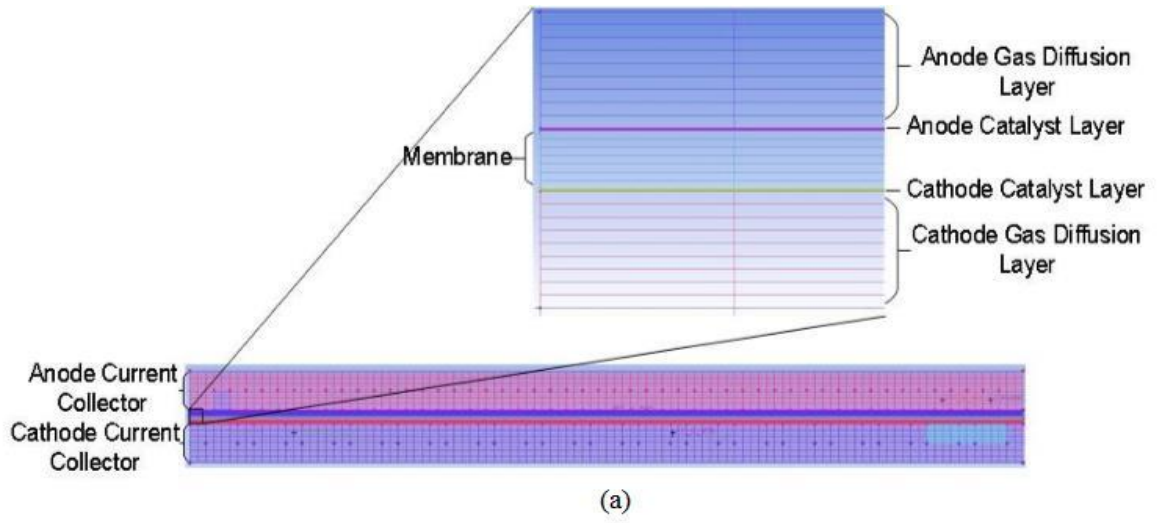 Anode Gas Diffusion
Layer
Anode Catalyst Layer
Membrane
Cathode Catalyst Layer
Cathode Gas Diffusion
Layer
Anode Current
Collector
Cathode Current
Collector
(a)